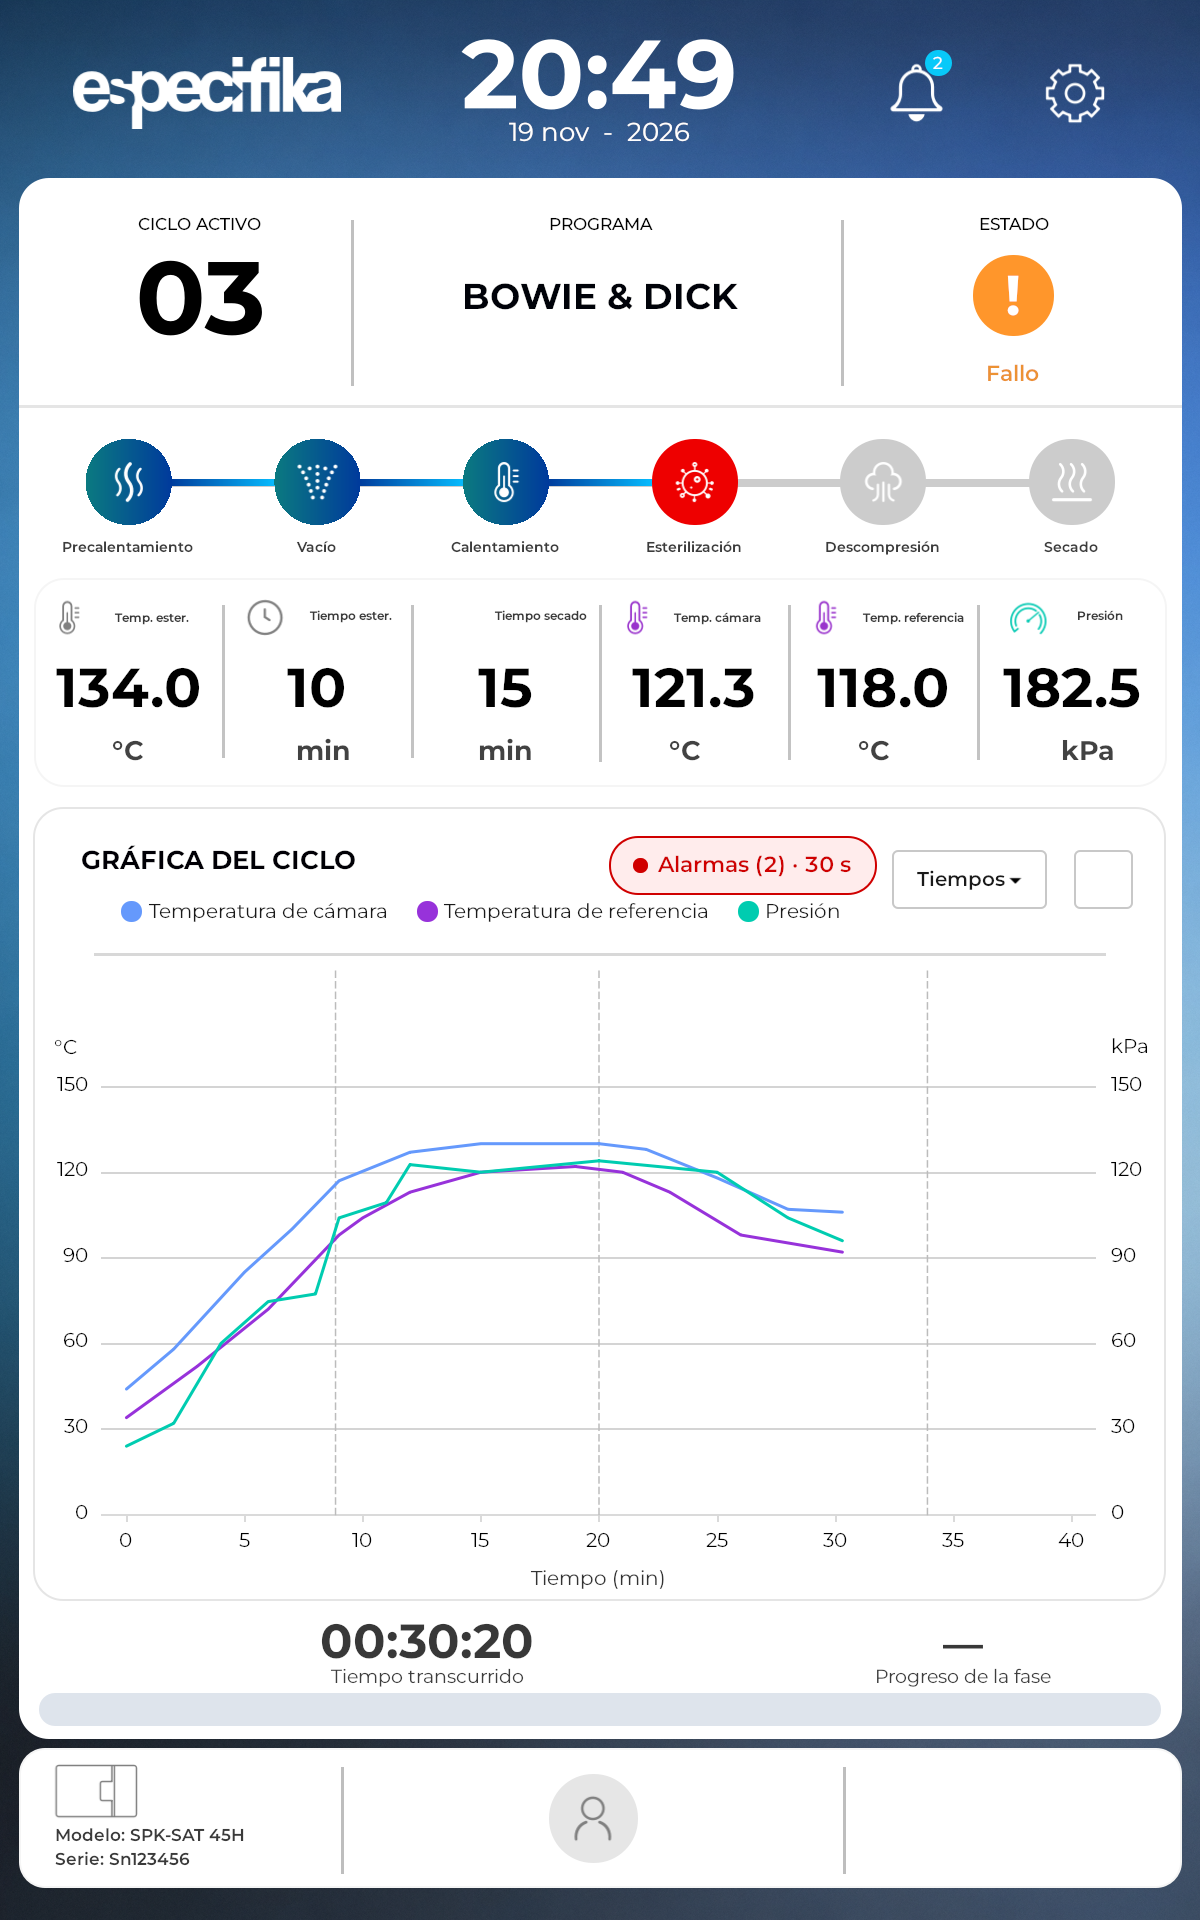 especifika
20:49
19 nov - 2026
2
CICLO ACTIVO
PROGRAMA
ESTADO
03
BOWIE & DICK
!
Fallo
Precalentamiento
Vacío
Calentamiento
Esterilización
Descompresión
Secado
Temp. ester.
Tiempo ester.
Tiempo secado
Temp. cámara
Temp. referencia
Presión
134.0
10
15
121.3
118.0
182.5
°C
min
min
°C
°C
kPa
GRÁFICA DEL CICLO
Alarmas (2) · 30 s
Tiempos
Temperatura de cámara
Temperatura de referencia
Presión
°C
kPa
150
150
120
120
90
90
60
60
30
30
0
0
0 5 10 15 20 25 30 35 40
Tiempo (min)
00:30:20
—
Tiempo transcurrido
Progreso de la fase
Modelo: SPK-SAT 45H
Serie: Sn123456